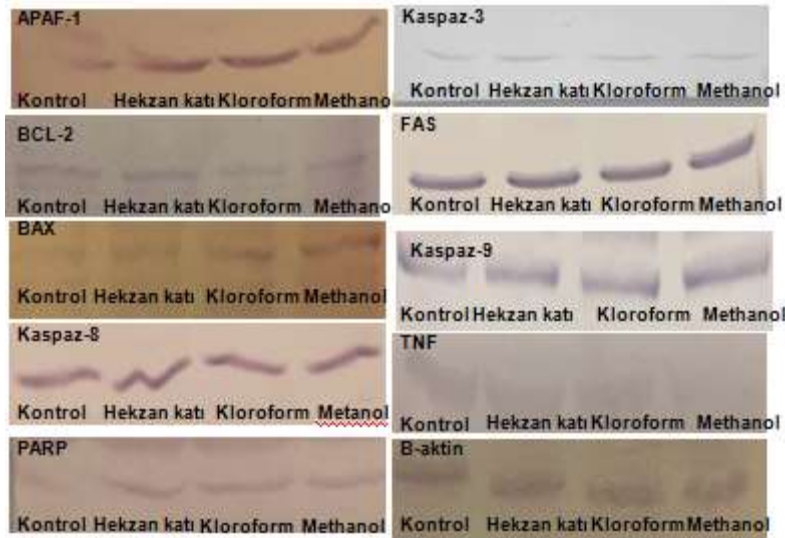 APAF-1
Kontrol Hekzan katı Kloroform Methanol
BCL-2
Kontrol Hekzan katı Kloroform Methanol
BAX
Kontrol Hekzan katı Kloroform Methanol
Kaspaz-8
Kontrol Hekzan katı Kloroform Metanol
PARP
Kontrol Hekzan katı Kloroform Methanol
Kaspaz-3
Kontrol Hekzan katı Kloroform Methanol
FAS
Kontrol Hekzan katı Kloroform Methanol
Kaspaz-9
Kontrol Hekzan katı Kloroform Methanol
TNF
Kontrol Hekzan katı Kloroform Methanol
B-aktin
Kontrol Hekzan katı Kloroform Methanol